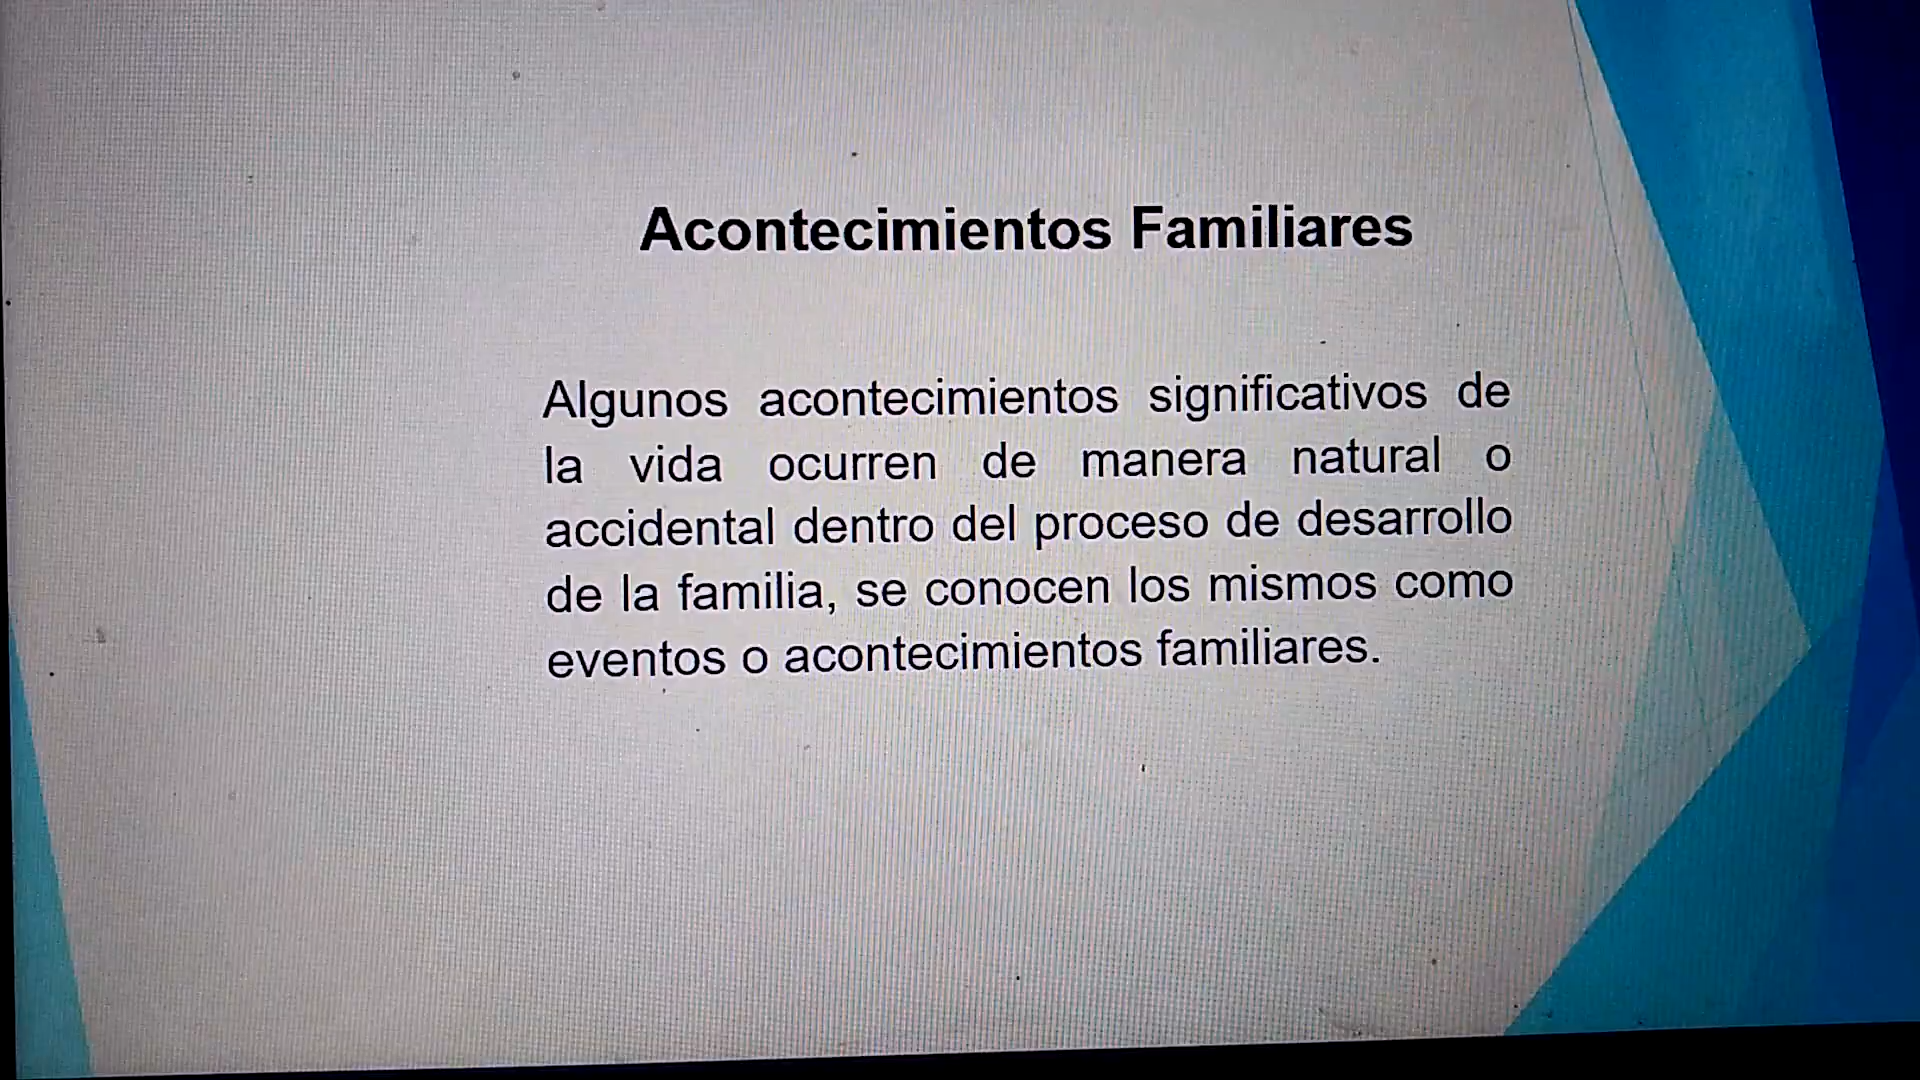 Acontecimientos Familiares
Algunos acontecimientos significativos de
la vida ocurren de manera natural o
accidental dentro del proceso de desarrollo
de la familia, se conocen los mismos como
eventos o acontecimientos familiares.